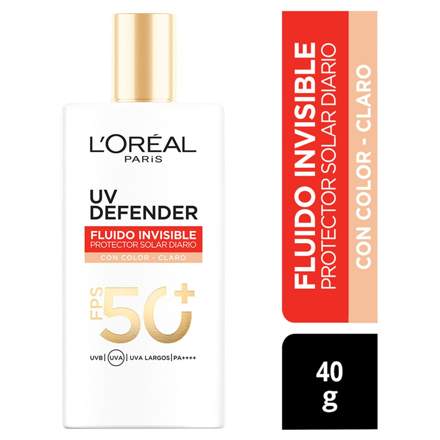 L'ORÉAL
PARIS
UV
DEFENDER
FLUIDO INVISIBLE
PROTECTOR SOLAR DIARIO
CON COLOR - CLARO
FPS 50+
UVB| UVA |UVA LARGOS|PA++++
FLUIDO INVISIBLE
PROTECTOR SOLAR DIARIO
CON COLOR - CLARO
40
g